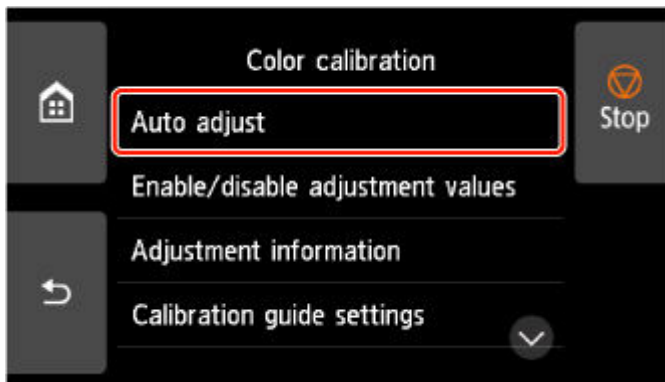 Color calibration
Auto adjust
Stop
Enable/disable adjustment values
Adjustment information
Calibration guide settings